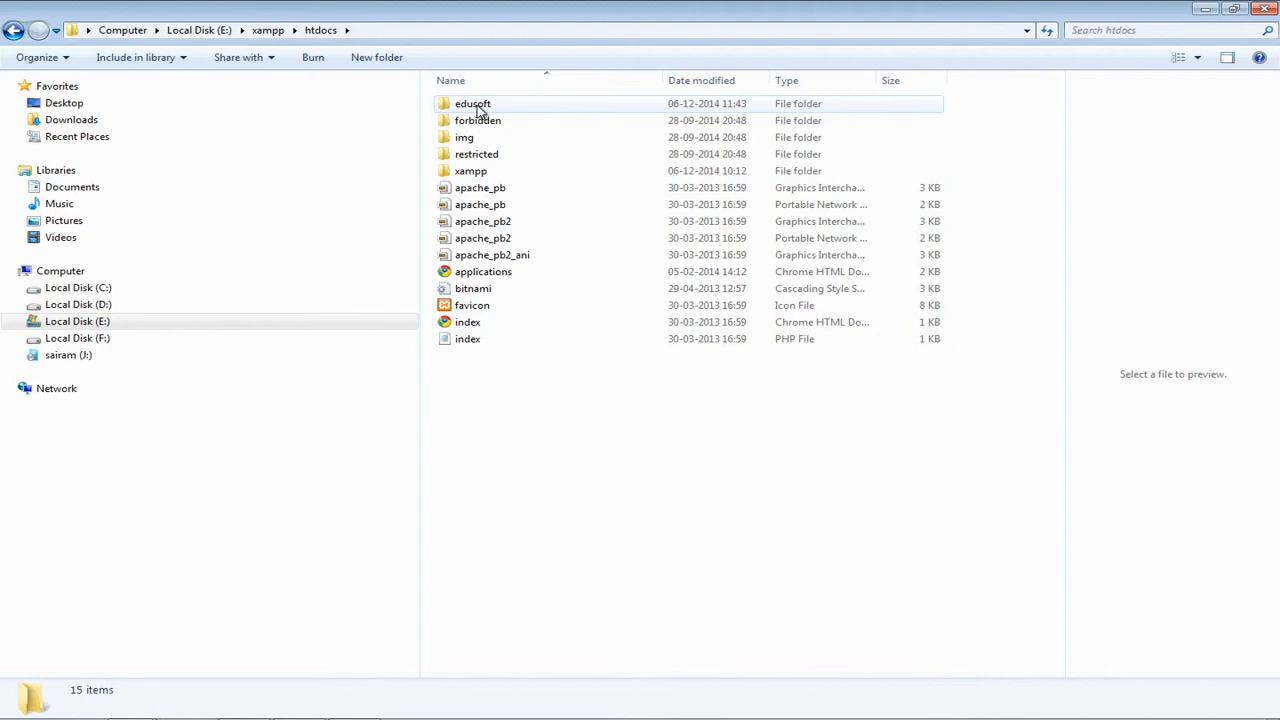 Computer Local Disk (E:) xampp htdocs Search htdocs
Organize Include in library Share with Burn New folder
Favorites
Desktop
Downloads
Recent Places
Libraries
Documents
Music
Pictures
Videos
Computer
Local Disk (C:)
Local Disk (D:)
Local Disk (E:)
Local Disk (F:)
sairam (J:)
Network
Name Date modified Type Size
edusoft 06-12-2014 11:43 File folder
forbidden 28-09-2014 20:48 File folder
img 28-09-2014 20:48 File folder
restricted 28-09-2014 20:48 File folder
xampp 06-12-2014 10:12 File folder
apache_pb 30-03-2013 16:59 Graphics Intercha... 3 KB
apache_pb 30-03-2013 16:59 Portable Network ... 2 KB
apache_pb2 30-03-2013 16:59 Graphics Intercha... 3 KB
apache_pb2 30-03-2013 16:59 Portable Network ... 2 KB
apache_pb2_ani 30-03-2013 16:59 Graphics Intercha... 3 KB
applications 05-02-2014 14:12 Chrome HTML Do... 2 KB
bitnami 29-04-2013 12:57 Cascading Style S... 1 KB
favicon 30-03-2013 16:59 Icon File 8 KB
index 30-03-2013 16:59 Chrome HTML Do... 1 KB
index 30-03-2013 16:59 PHP File 1 KB
Select a file to preview.
15 items